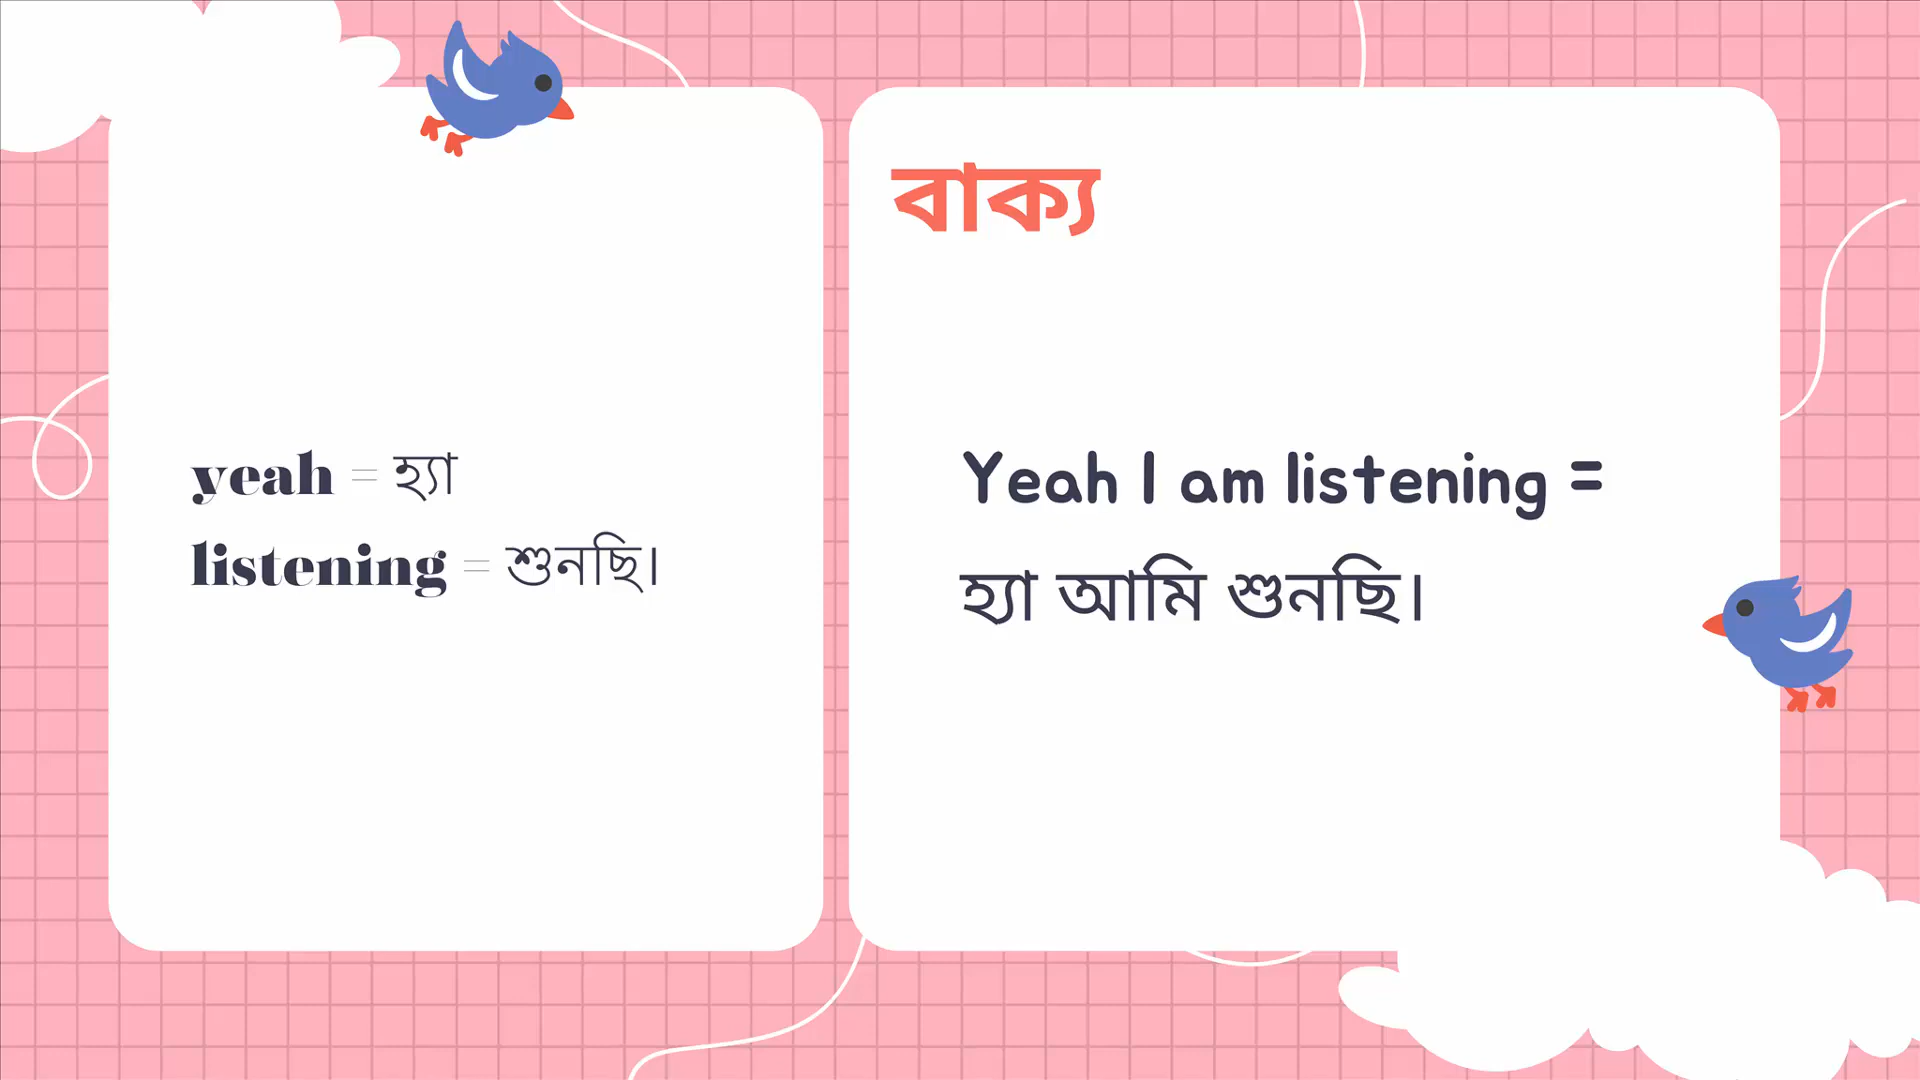 yeah = হ্যা
listening = শুনছি।
বাক্য
Yeah I am listening =
হ্যা আমি শুনছি।